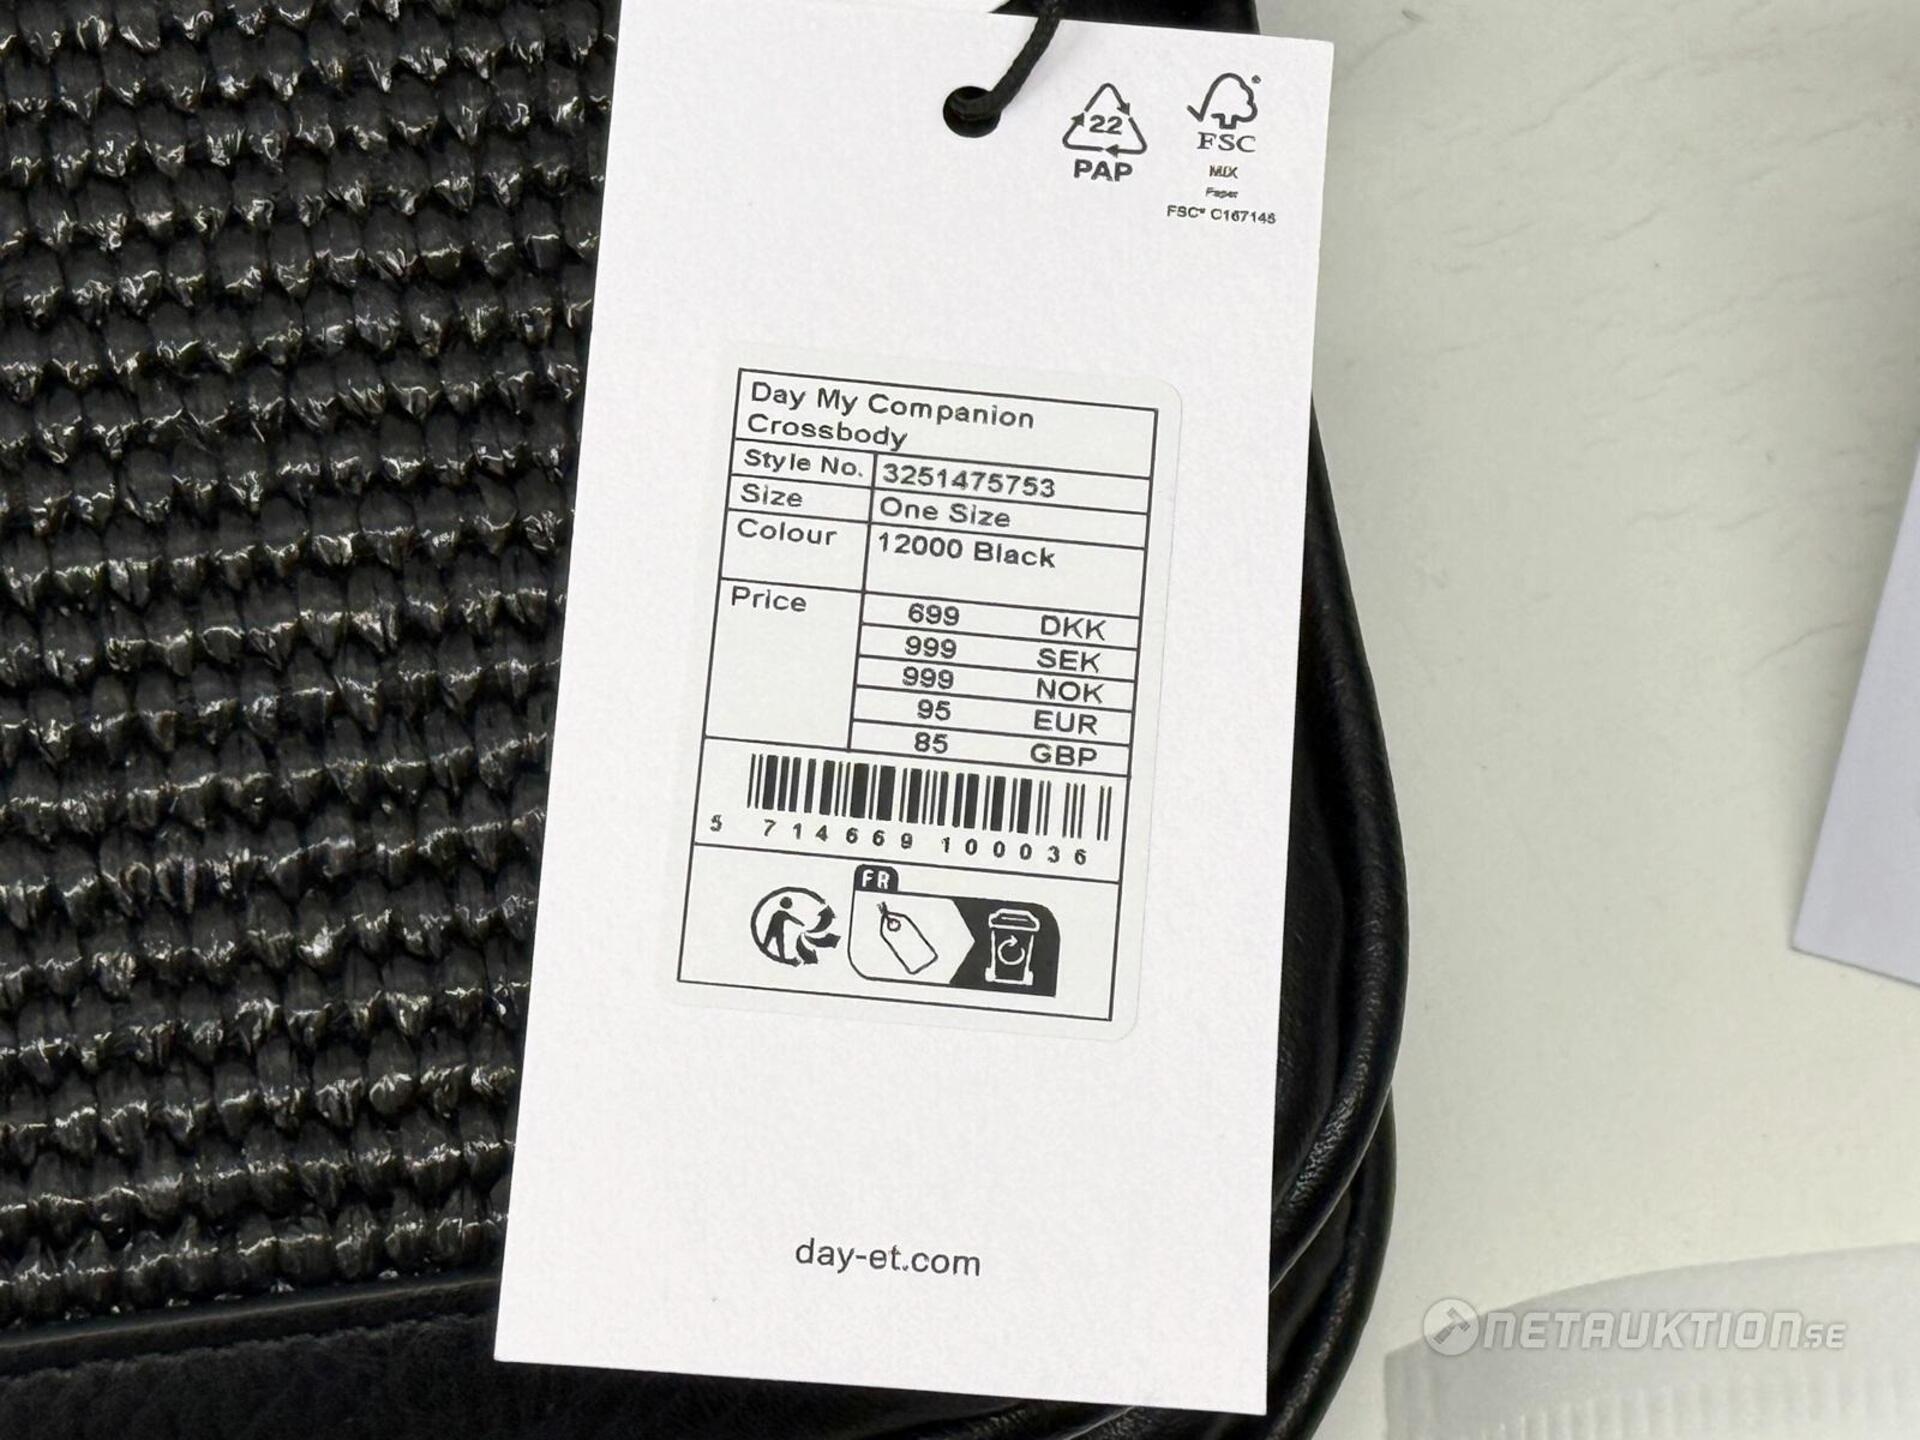 22
PAP
FSC
MIX
Paper
FSC® C167148
Day My Companion
Crossbody
Style No. 3251475753
Size One Size
Colour 12000 Black
Price 699 DKK
999 SEK
999 NOK
95 EUR
85 GBP
5 714669 100036
FR
day-et.com
NETAUKTION.SE